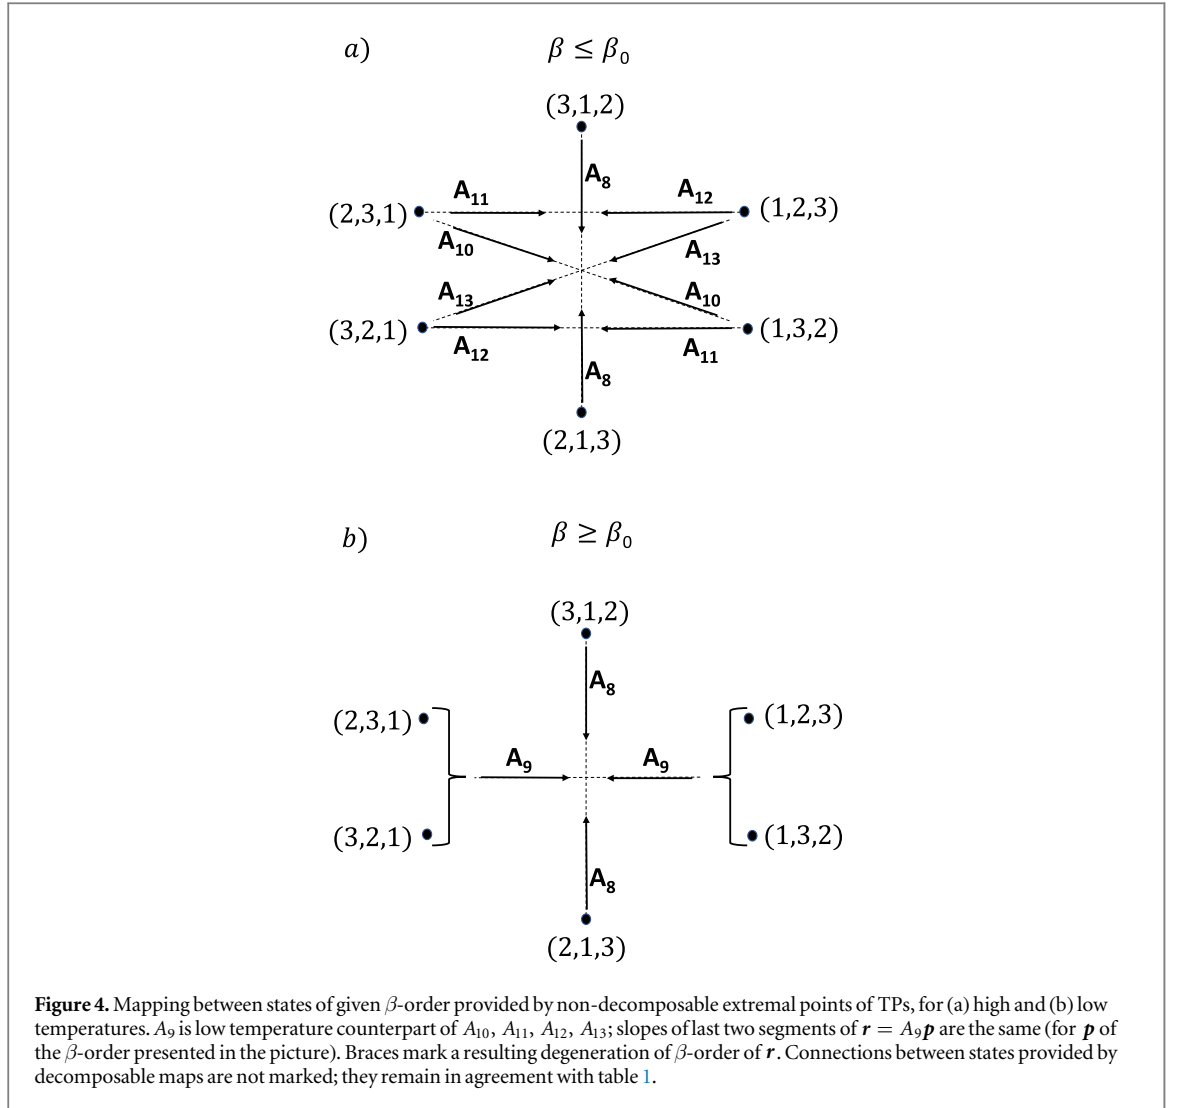 a)
β ≤ β₀
(3,1,2)
A₈
A₁₁
A₁₂
(2,3,1)
(1,2,3)
A₁₀
A₁₃
A₁₃
A₁₀
(3,2,1)
(1,3,2)
A₁₂
A₁₁
A₈
(2,1,3)
b)
β ≥ β₀
(3,1,2)
A₈
(2,3,1)
(1,2,3)
A₉
A₉
(3,2,1)
(1,3,2)
A₈
(2,1,3)
Figure 4. Mapping between states of given β-order provided by non-decomposable extremal points of TPs, for (a) high and (b) low
temperatures. A₉ is low temperature counterpart of A₁₀, A₁₁, A₁₂, A₁₃; slopes of last two segments of r = A₉p are the same (for p of
the β-order presented in the picture). Braces mark a resulting degeneration of β-order of r. Connections between states provided by
decomposable maps are not marked; they remain in agreement with table 1.